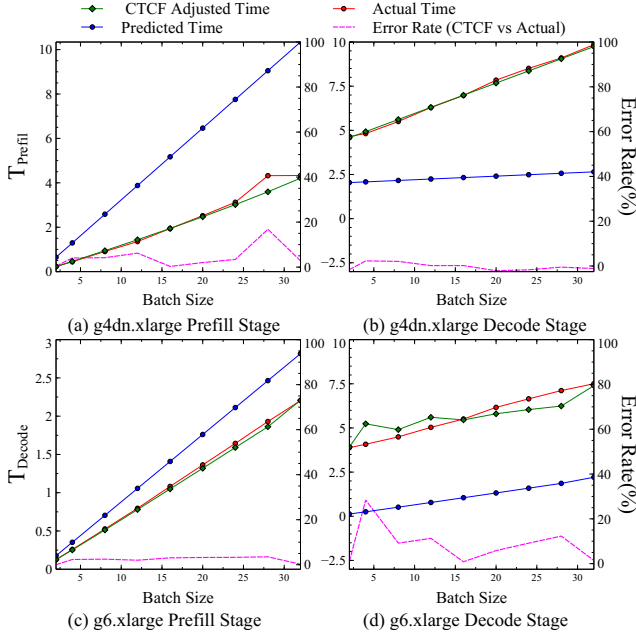 CTCF Adjusted Time
Actual Time
Predicted Time
Error Rate (CTCF vs Actual)
10
8
6
4
2
0
T_Prefil
100
80
60
40
20
0
5 10 15 20 25 30
Batch Size
(a) g4dn.xlarge Prefill Stage
10.0
7.5
5.0
2.5
0
−2.5
100
80
60
40
20
0
Error Rate(%)
5 10 15 20 25 30
Batch Size
(b) g4dn.xlarge Decode Stage
3
2.5
2
1.5
1
0.5
0
T_Decode
100
80
60
40
20
0
5 10 15 20 25 30
Batch Size
(c) g6.xlarge Prefill Stage
10
7.5
5.0
2.5
0
−2.5
100
80
60
40
20
0
Error Rate(%)
5 10 15 20 25 30
Batch Size
(d) g6.xlarge Decode Stage